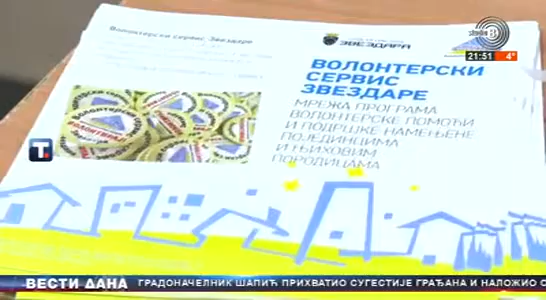 Волонтерски сервис Звездаре
ЗВЕЗДАРА
ВОЛОНТЕРСКИ
СЕРВИС
ЗВЕЗДАРЕ
МРЕЖА ПРОГРАМА
ВОЛОНТЕРСКЕ ПОМОЋИ
И ПОДРШКЕ НАМЕЊЕНЕ
ПОЈЕДИНЦИМА
И ЊИХОВИМ
ПОРОДИЦАМА
studio B
21:51 4°
T.
ВЕСТИ ДАНА ГРАДОНАЧЕЛНИК ШАПИЋ ПРИХВАТИО СУГЕСТИЈЕ ГРАЂАНА И НАЛОЖИО